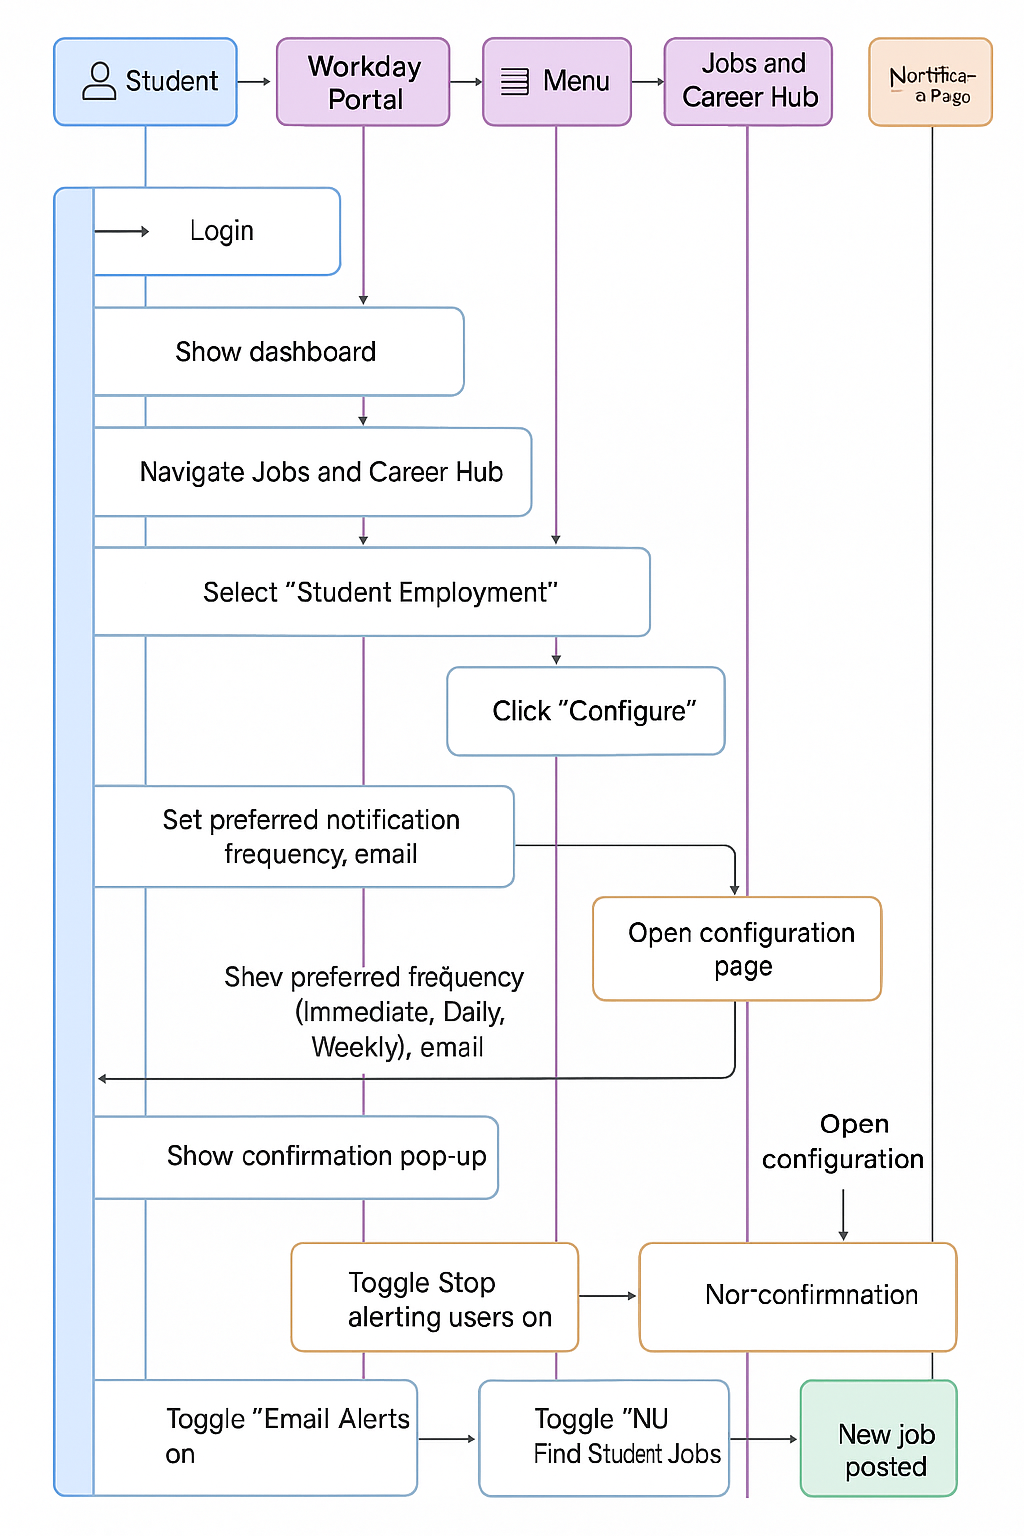 Student
Workday
Portal
Menu
Jobs and
Career Hub
a Pago
Login
Show dashboard
Navigate Jobs and Career Hub
Select “Student Employment”
Click ”Configure”
Set preferred notification
frequency, email
Open configuration
page
Shev preferred freq̆uency
(Immediate, Daily,
Weekly), email
Show confirmation pop-up
Open
configuration
Toggle Stop
alerting users on
Nor-confirmnation
Toggle ”Email Alerts
on
Toggle ”NU
Find Student Jobs
New job
posted